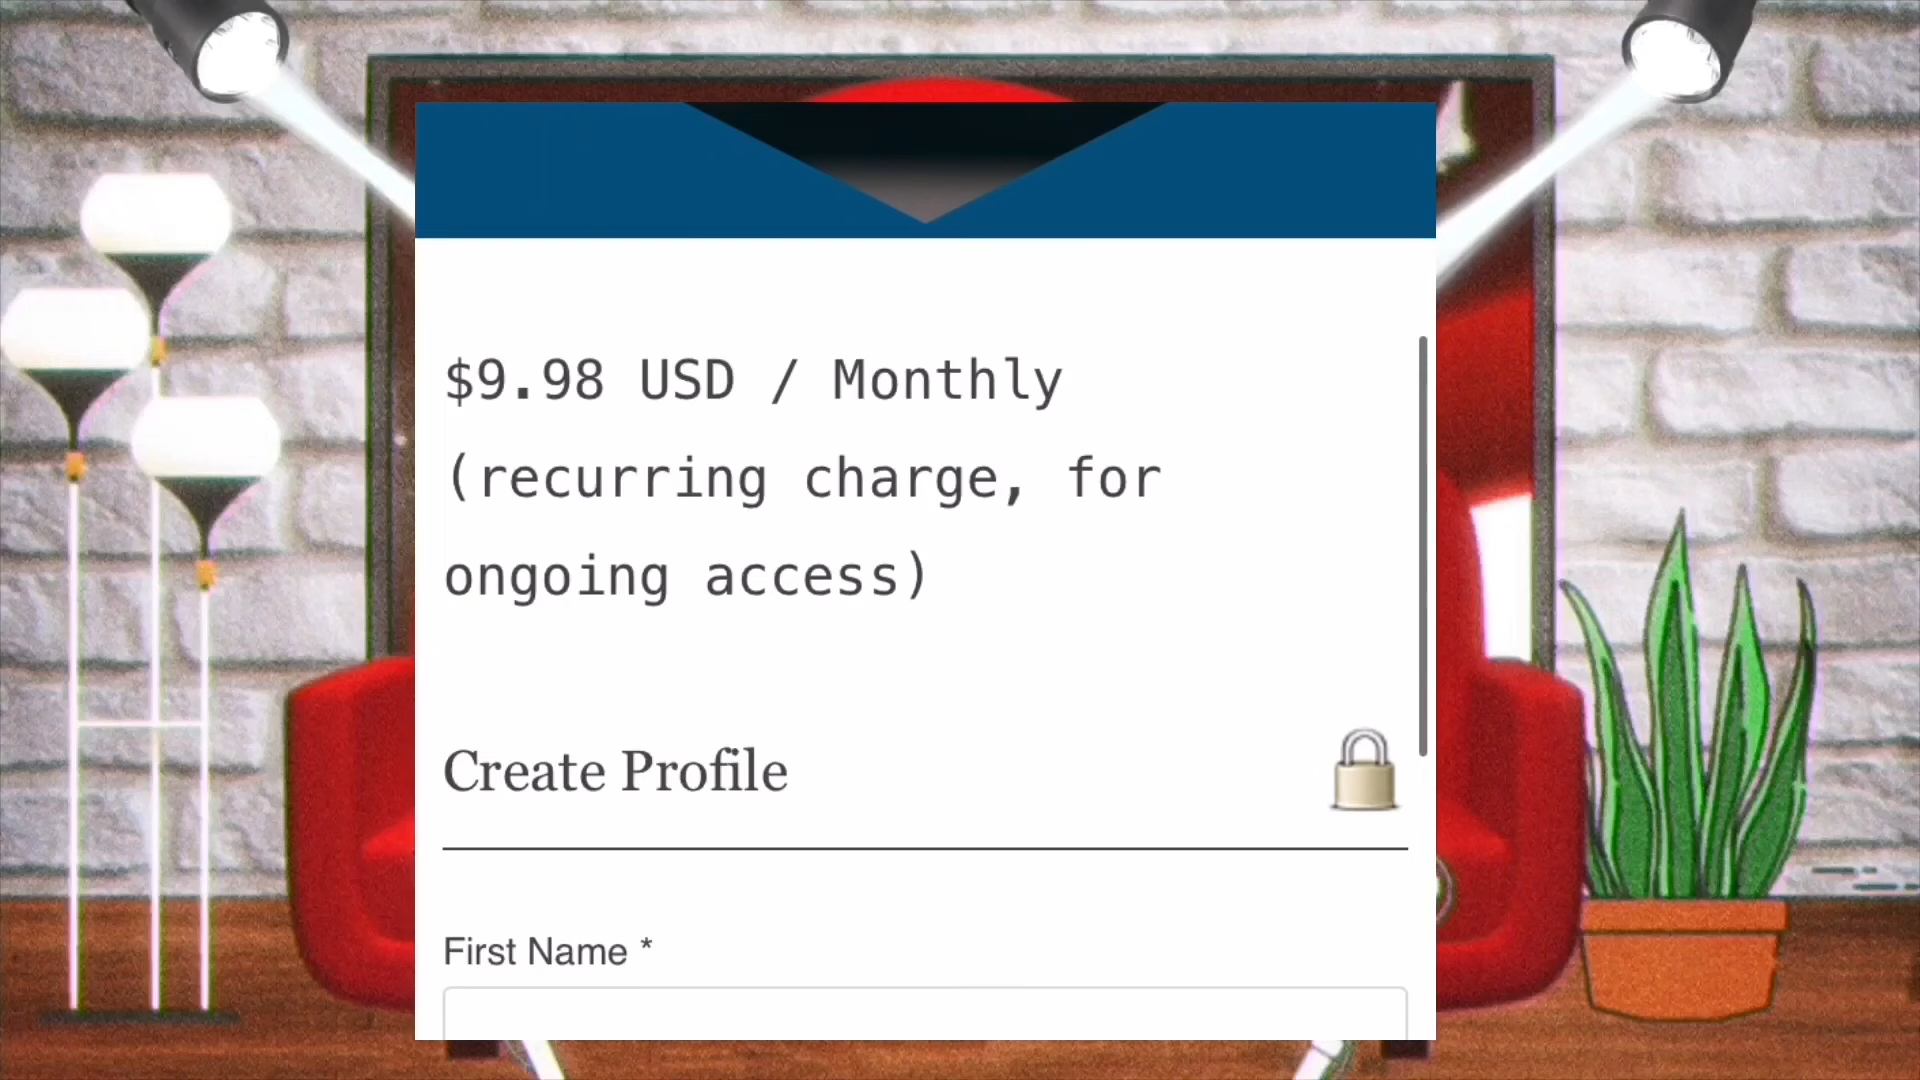 $9.98 USD / Monthly
(recurring charge, for
ongoing access)
Create Profile
First Name *